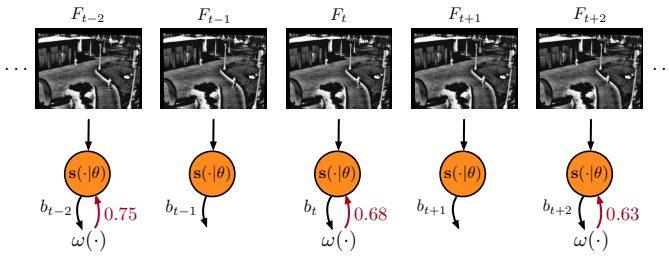 F_{t-2} F_{t-1} F_t F_{t+1} F_{t+2}
... ...
s(·|θ) s(·|θ) s(·|θ) s(·|θ) s(·|θ)
b_{t-2} 0.75 b_{t-1} b_t 0.68 b_{t+1} b_{t+2} 0.63
ω(·) ω(·) ω(·)